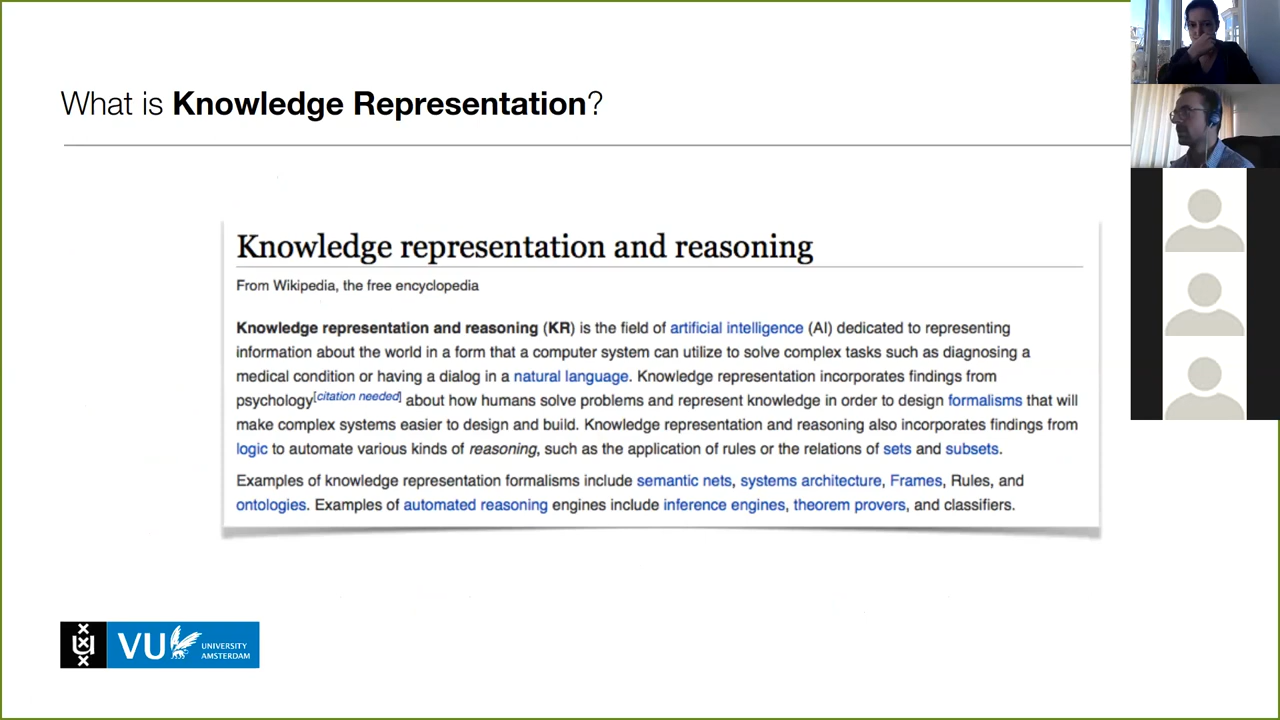 What is Knowledge Representation?
Knowledge representation and reasoning
From Wikipedia, the free encyclopedia
Knowledge representation and reasoning (KR) is the field of artificial intelligence (AI) dedicated to representing
information about the world in a form that a computer system can utilize to solve complex tasks such as diagnosing a
medical condition or having a dialog in a natural language. Knowledge representation incorporates findings from
psychology[citation needed] about how humans solve problems and represent knowledge in order to design formalisms that will
make complex systems easier to design and build. Knowledge representation and reasoning also incorporates findings from
logic to automate various kinds of reasoning, such as the application of rules or the relations of sets and subsets.
Examples of knowledge representation formalisms include semantic nets, systems architecture, Frames, Rules, and
ontologies. Examples of automated reasoning engines include inference engines, theorem provers, and classifiers.
VU UNIVERSITY
AMSTERDAM